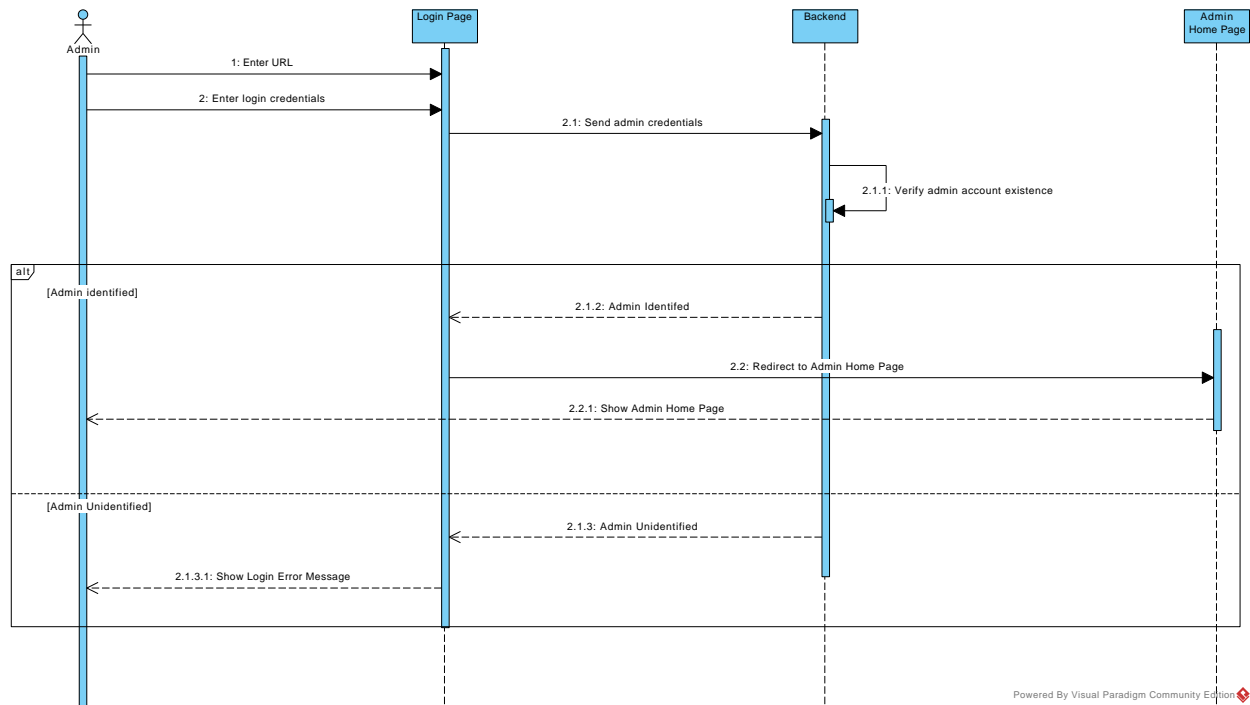 Login Page
Backend
Admin
Home Page
Admin
1: Enter URL
2: Enter login credentials
2.1: Send admin credentials
2.1.1: Verify admin account existence
alt
[Admin identified]
2.1.2: Admin Identifed
2.2: Redirect to Admin Home Page
2.2.1: Show Admin Home Page
[Admin Unidentified]
2.1.3: Admin Unidentified
2.1.3.1: Show Login Error Message
Powered By Visual Paradigm Community Edition